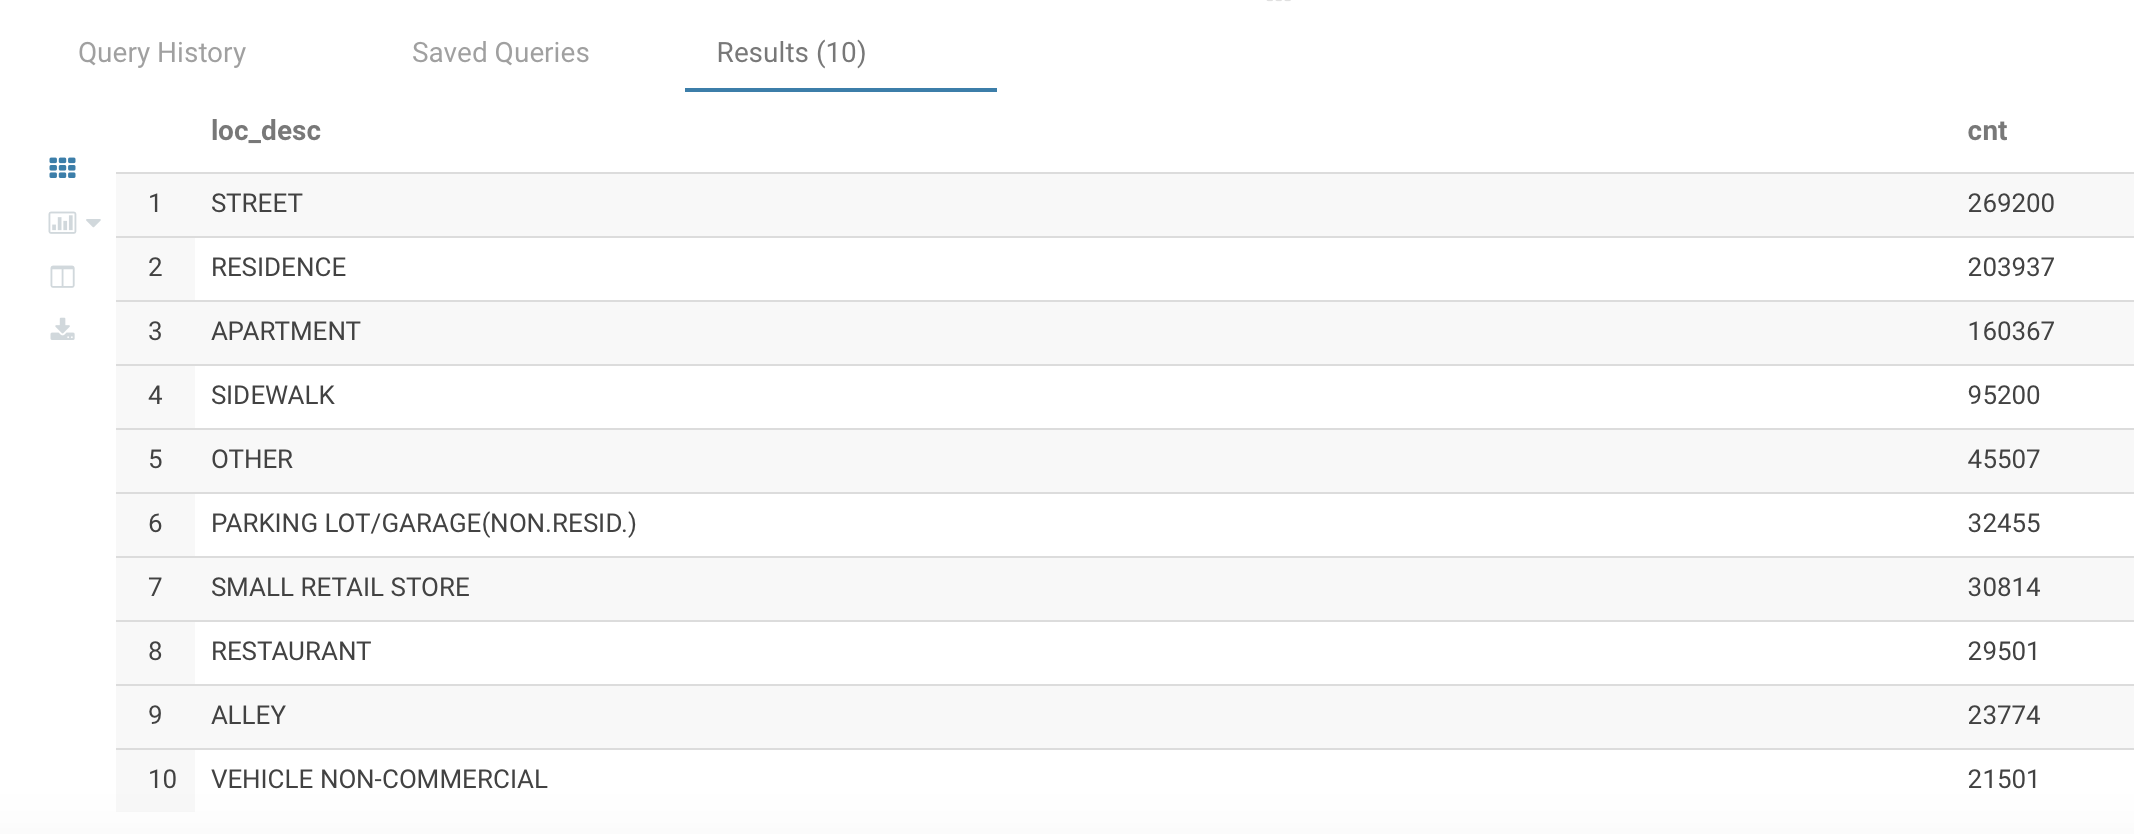 Query History Saved Queries Results (10)
loc_desc cnt
1 STREET 269200
2 RESIDENCE 203937
3 APARTMENT 160367
4 SIDEWALK 95200
5 OTHER 45507
6 PARKING LOT/GARAGE(NON.RESID.) 32455
7 SMALL RETAIL STORE 30814
8 RESTAURANT 29501
9 ALLEY 23774
10 VEHICLE NON-COMMERCIAL 21501